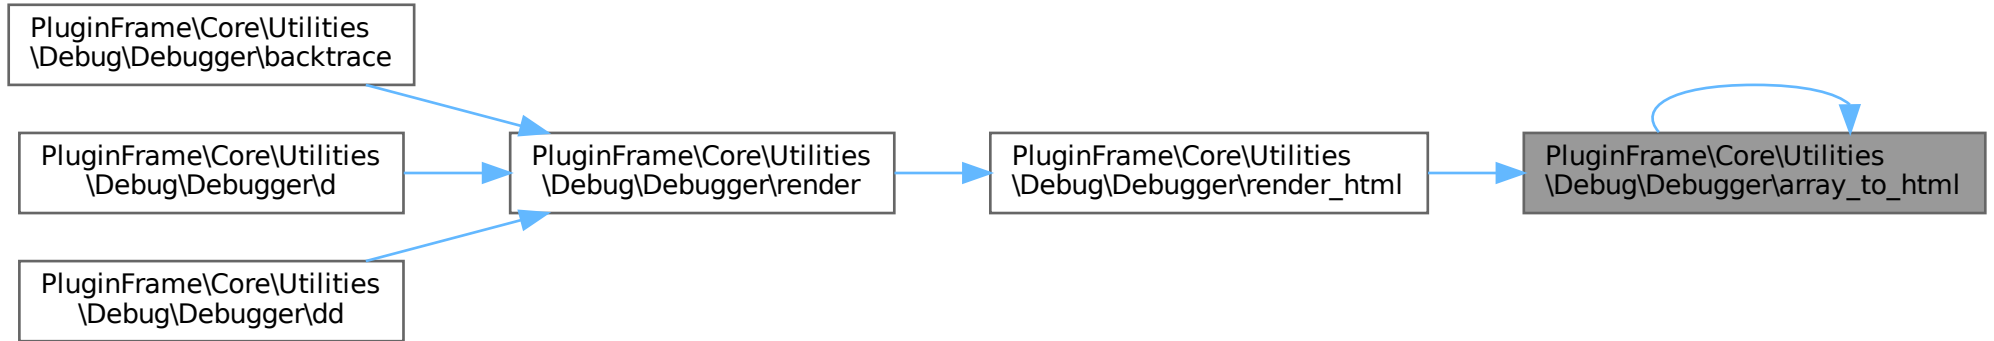 PluginFrame\Core\Utilities
\Debug\Debugger\backtrace
PluginFrame\Core\Utilities
\Debug\Debugger\d
PluginFrame\Core\Utilities
\Debug\Debugger\dd
PluginFrame\Core\Utilities
\Debug\Debugger\render
PluginFrame\Core\Utilities
\Debug\Debugger\render_html
PluginFrame\Core\Utilities
\Debug\Debugger\array_to_html